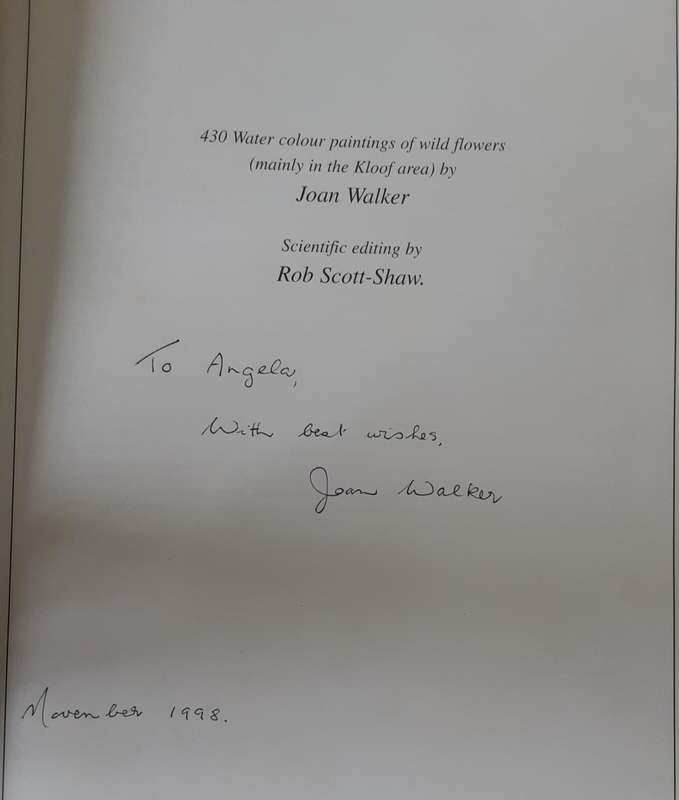 430 Water colour paintings of wild flowers
(mainly in the Kloof area) by
Joan Walker
Scientific editing by
Rob Scott-Shaw.
To Angela,
With best wishes,
Joan Walker
November 1998.